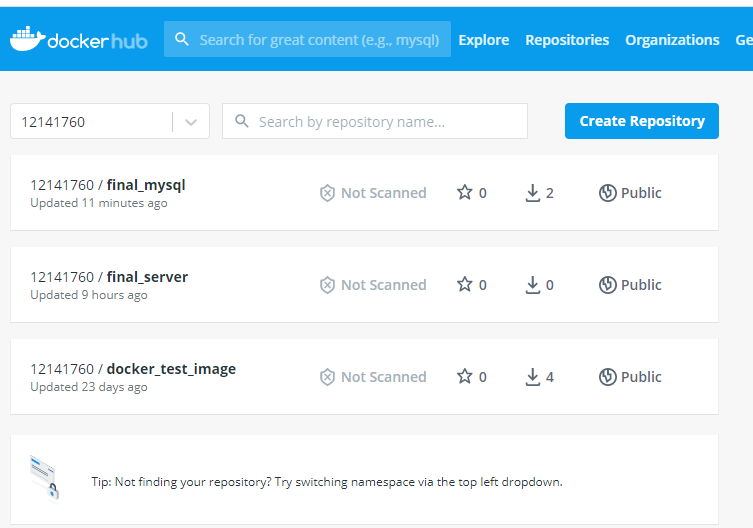 dockerhub Search for great content (e.g., mysql) Explore Repositories Organizations Ge
12141760 Search by repository name... Create Repository
12141760 / final_mysql
Updated 11 minutes ago
Not Scanned 0 2 Public
12141760 / final_server
Updated 9 hours ago
Not Scanned 0 0 Public
12141760 / docker_test_image
Updated 23 days ago
Not Scanned 0 4 Public
Tip: Not finding your repository? Try switching namespace via the top left dropdown.